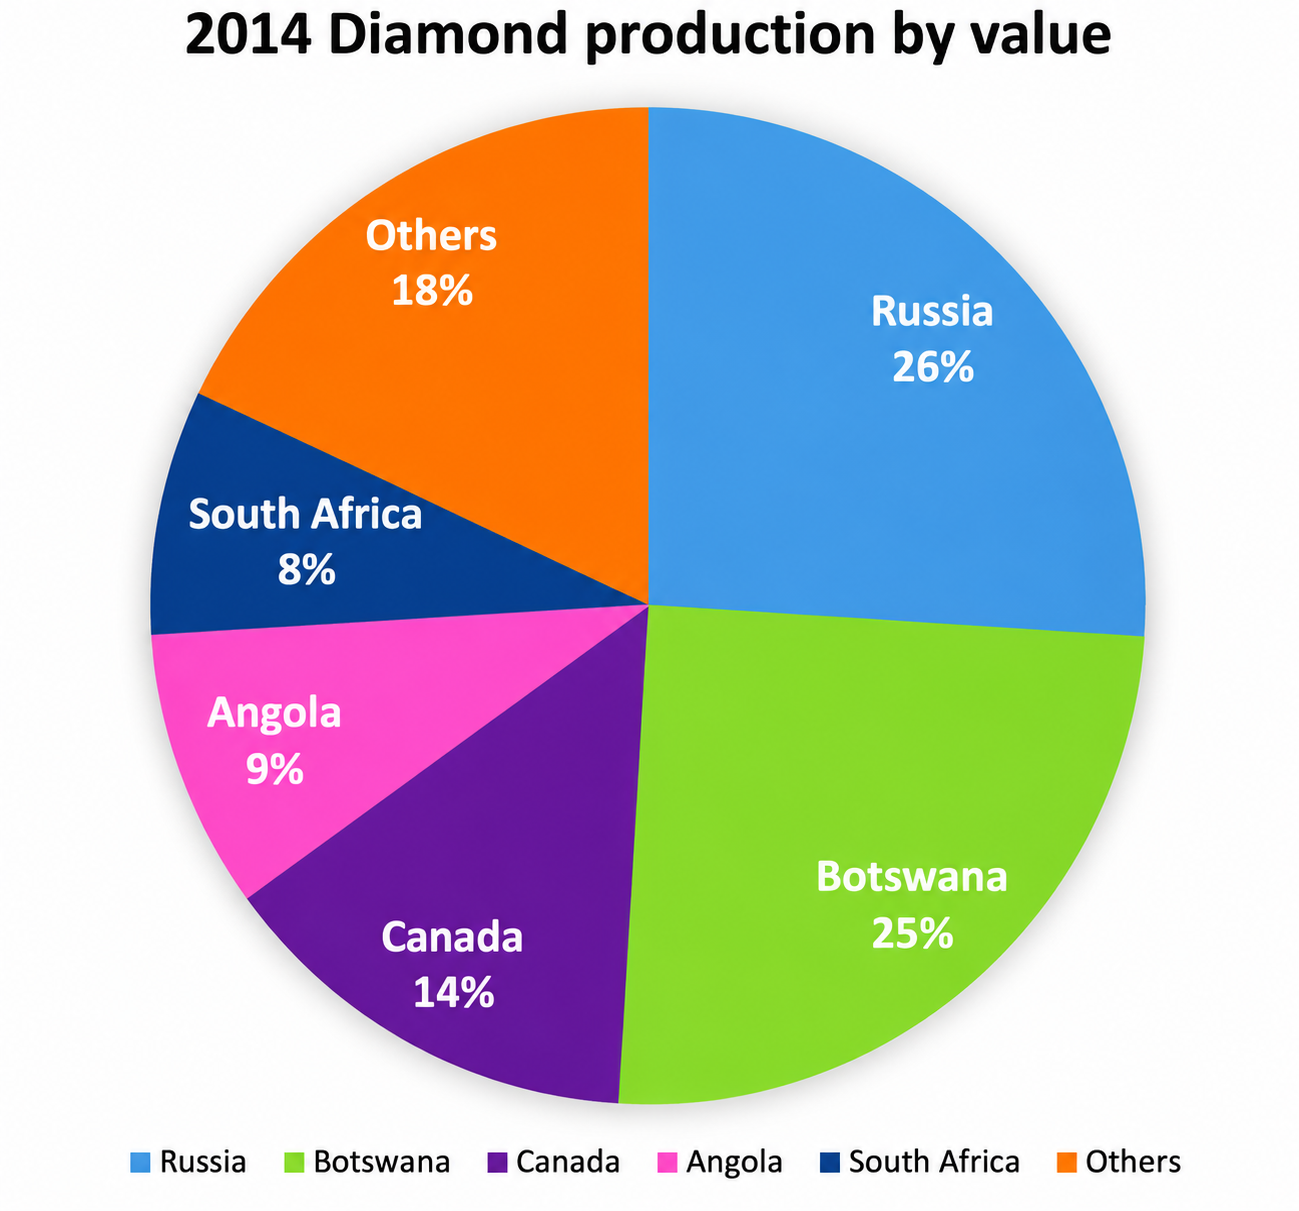 2014 Diamond production by value
Others
18%
Russia
26%
South Africa
8%
Angola
9%
Botswana
25%
Canada
14%
Russia Botswana Canada Angola South Africa Others